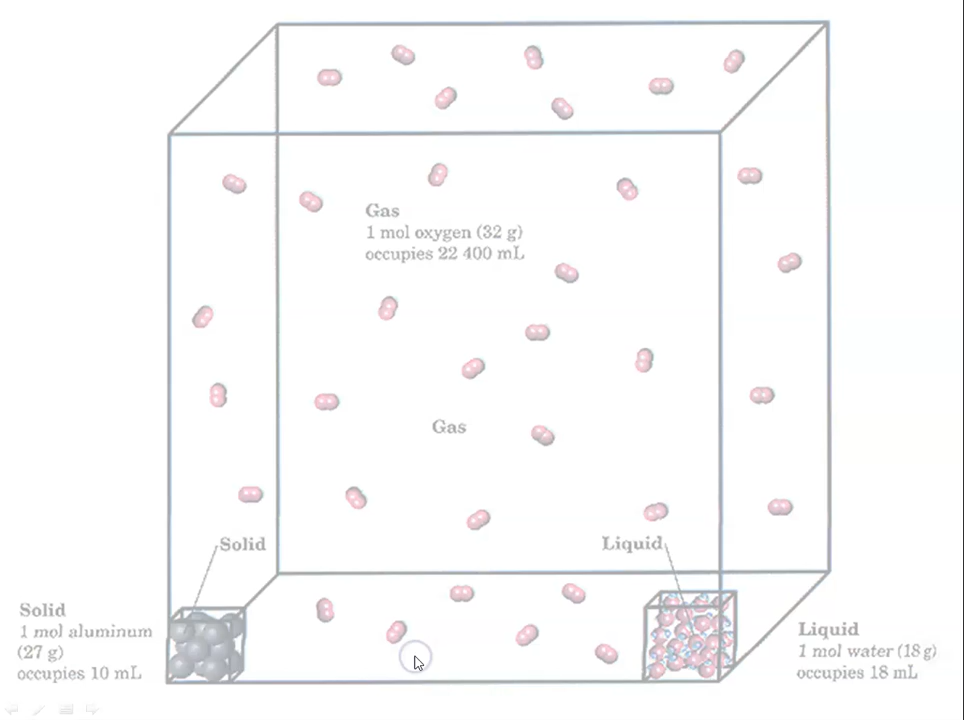 Gas
1 mol oxygen (32 g)
occupies 22 400 mL
Gas
Solid
Liquid
Solid
1 mol aluminum
(27 g)
occupies 10 mL
Liquid
1 mol water (18 g)
occupies 18 mL